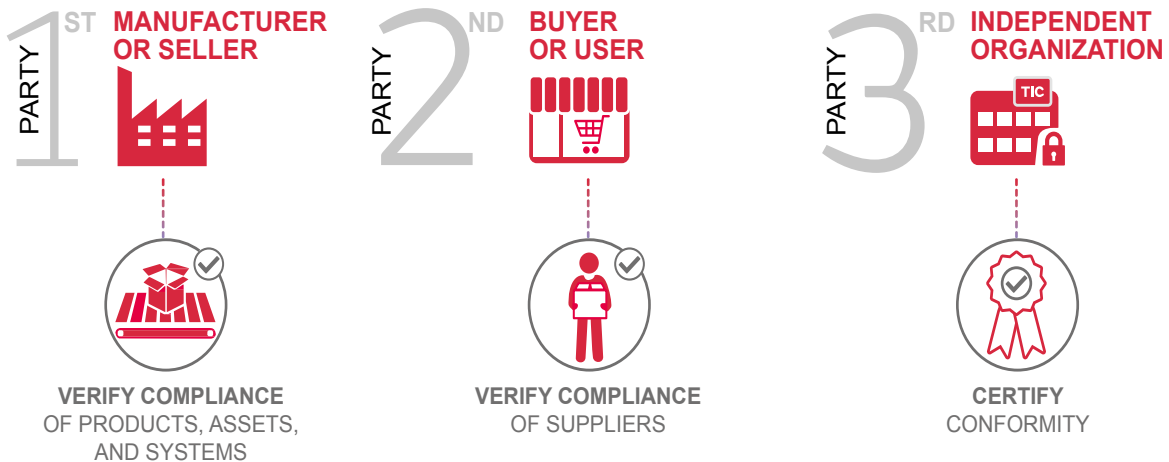 PARTY
1ST
MANUFACTURER
OR SELLER
VERIFY COMPLIANCE
OF PRODUCTS, ASSETS,
AND SYSTEMS
PARTY
2ND
BUYER
OR USER
VERIFY COMPLIANCE
OF SUPPLIERS
PARTY
3RD
INDEPENDENT
ORGANIZATION
TIC
CERTIFY
CONFORMITY